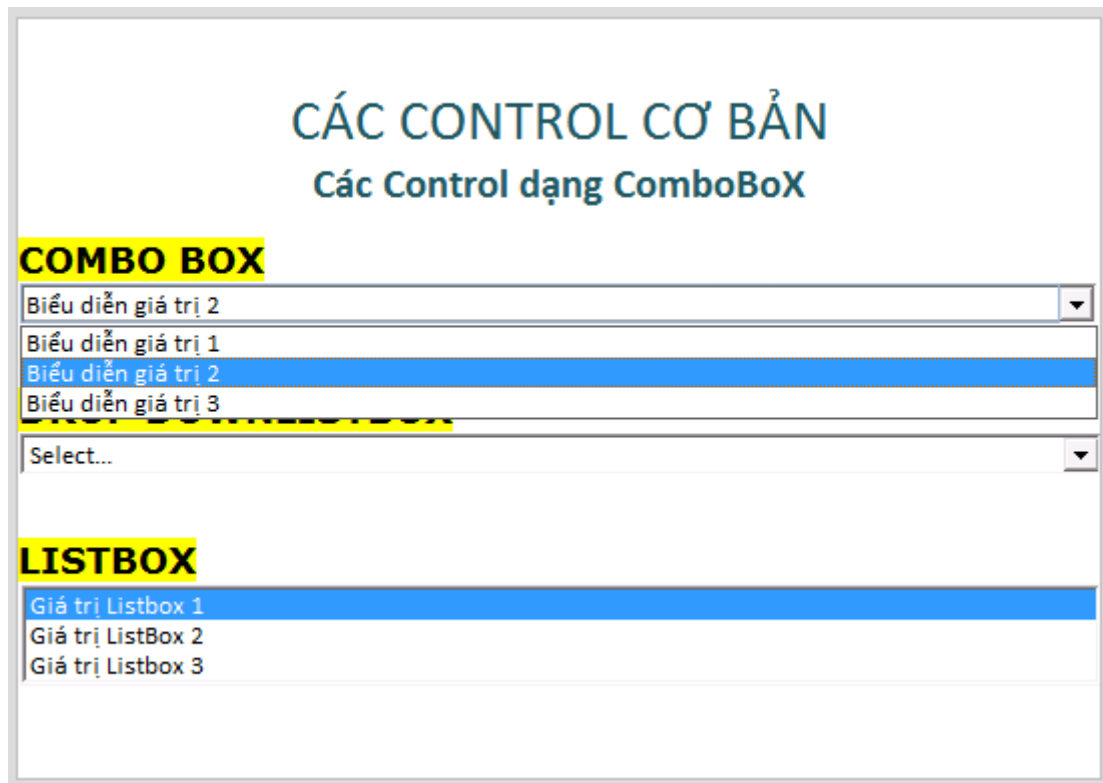 CÁC CONTROL CƠ BẢN
Các Control dạng ComboBoX
COMBO BOX
Biểu diễn giá trị 2
Biểu diễn giá trị 1
Biểu diễn giá trị 2
Biểu diễn giá trị 3
DROP DOWNLISTBOX
Select...
LISTBOX
Giá trị Listbox 1
Giá trị ListBox 2
Giá trị Listbox 3